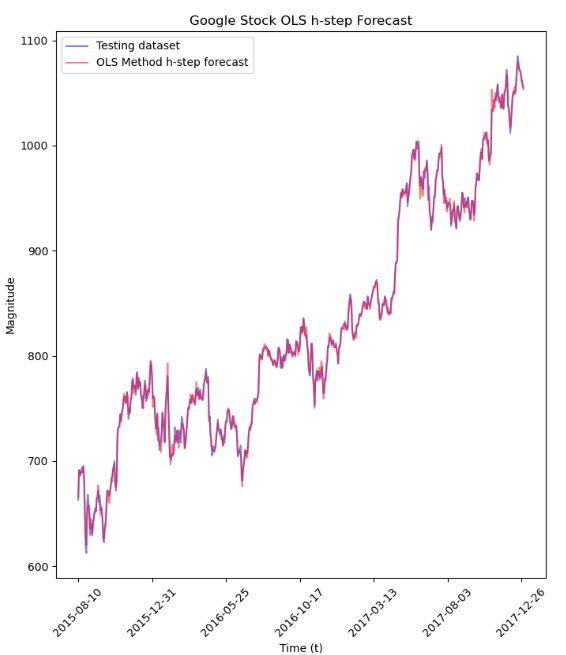 Google Stock OLS h-step Forecast
Testing dataset
OLS Method h-step forecast
1100
1000
900
800
700
600
Magnitude
2015-08-10
2015-12-31
2016-05-25
2016-10-17
2017-03-13
2017-08-03
2017-12-26
Time (t)